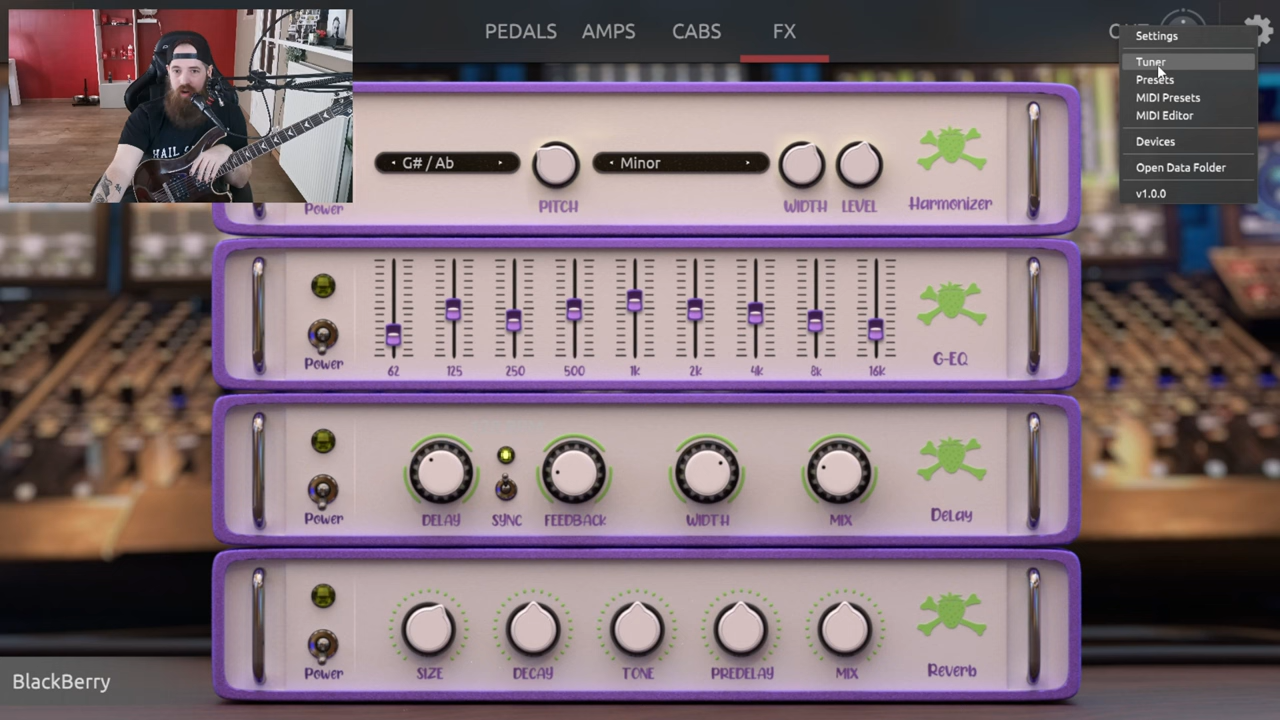 PEDALS AMPS CABS FX
Settings
Tuner
Presets
MIDI Presets
MIDI Editor
Devices
Open Data Folder
v1.0.0
HAIL
G# / Ab
Minor
Power PITCH WIDTH LEVEL Harmonizer
Power 62 125 250 500 1k 2k 4k 8k 16k G-EQ
Power DELAY SYNC FEEDBACK WIDTH MIX Delay
Power SIZE DECAY TONE PREDELAY MIX Reverb
BlackBerry